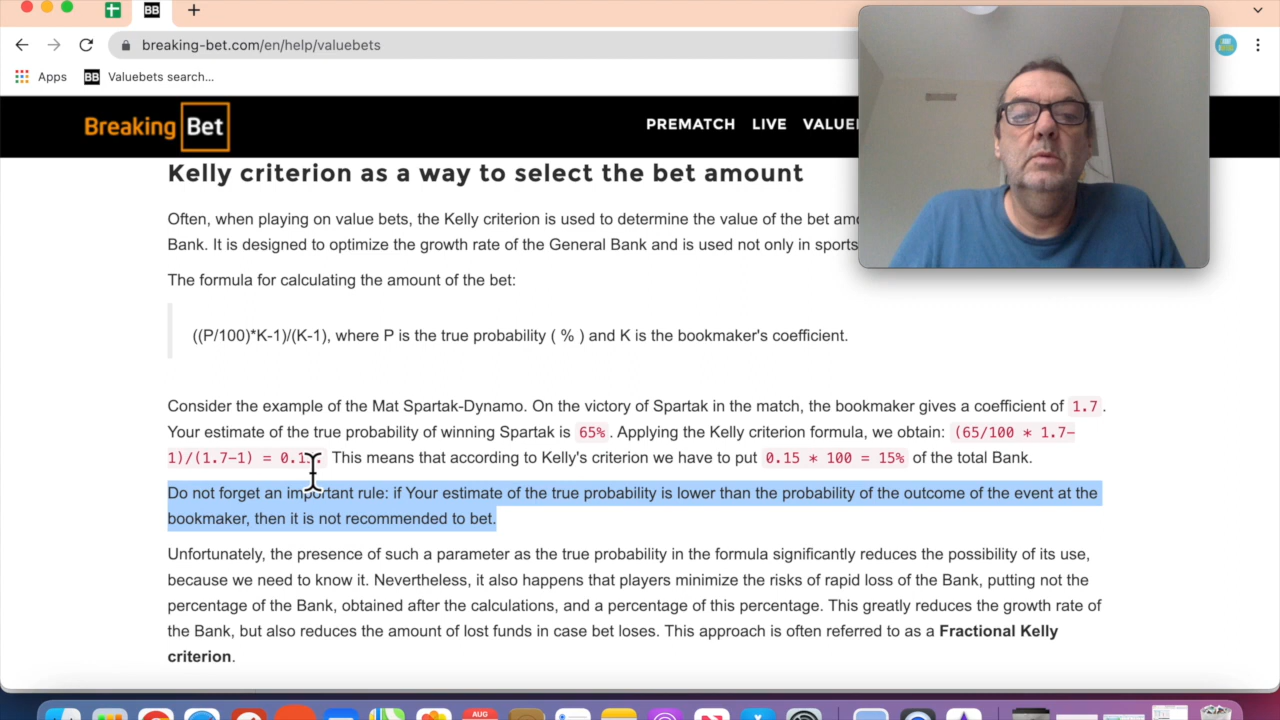 BB
+
breaking-bet.com/en/help/valuebets
Apps BB Valuebets search...
Breaking Bet
PREMATCH LIVE
Kelly criterion as a way to select the bet amount
Often, when playing on value bets, the Kelly criterion is used to determine the value of the bet
Bank. It is designed to optimize the growth rate of the General Bank and is used not only in sports
The formula for calculating the amount of the bet:
((P/100)*K-1)/(K-1), where P is the true probability ( % ) and K is the bookmaker's coefficient.
Consider the example of the Mat Spartak-Dynamo. On the victory of Spartak in the match, the bookmaker gives a coefficient of 1.7 .
Your estimate of the true probability of winning Spartak is 65% . Applying the Kelly criterion formula, we obtain: (65/100 * 1.7-
1)/(1.7-1) = This means that according to Kelly's criterion we have to put 0.15 * 100 = 15% of the total Bank.
Do not forget an important rule: if Your estimate of the true probability is lower than the probability of the outcome of the event at the
bookmaker, then it is not recommended to bet.
Unfortunately, the presence of such a parameter as the true probability in the formula significantly reduces the possibility of its use,
because we need to know it. Nevertheless, it also happens that players minimize the risks of rapid loss of the Bank, putting not the
percentage of the Bank, obtained after the calculations, and a percentage of this percentage. This greatly reduces the growth rate of
the Bank, but also reduces the amount of lost funds in case bet loses. This approach is often referred to as a Fractional Kelly
criterion.
AUG